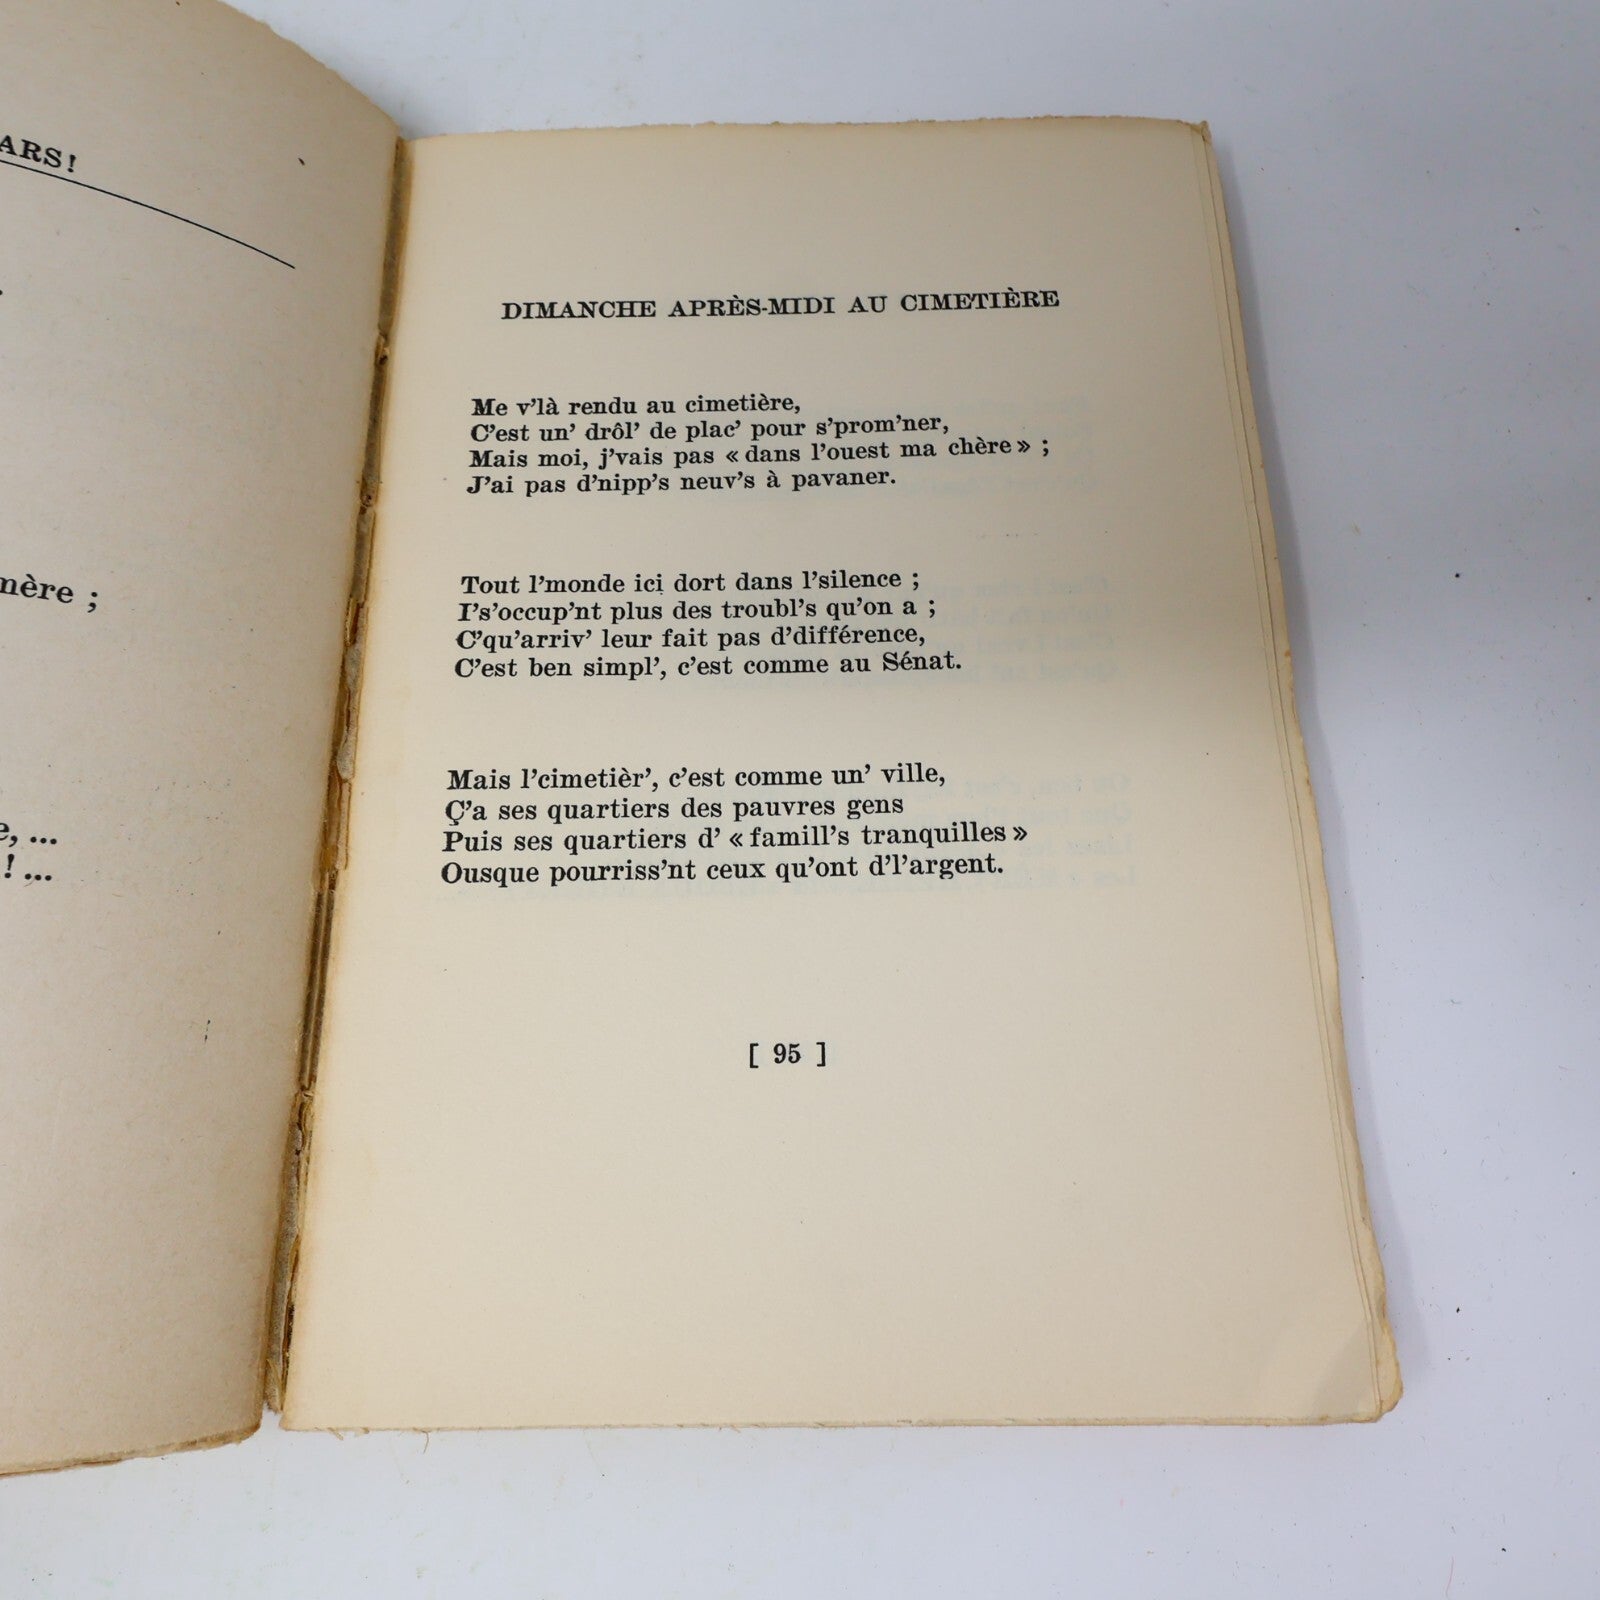 ARS!
mère ;
e, ...
! ...
DIMANCHE APRÈS-MIDI AU CIMETIÈRE
Me v'là rendu au cimetière,
C'est un' drôl' de plac' pour s'prom'ner,
Mais moi, j'vais pas « dans l'ouest ma chère » ;
J'ai pas d'nipp's neuv's à pavaner.
Tout l'monde ici dort dans l'silence ;
I's'occup'nt plus des troubl's qu'on a ;
C'qu'arriv' leur fait pas d'différence,
C'est ben simpl', c'est comme au Sénat.
Mais l'cimetièr', c'est comme un' ville,
Ç'a ses quartiers des pauvres gens
Puis ses quartiers d' « famill's tranquilles »
Ousque pourriss'nt ceux qu'ont d'l'argent.
[ 95 ]